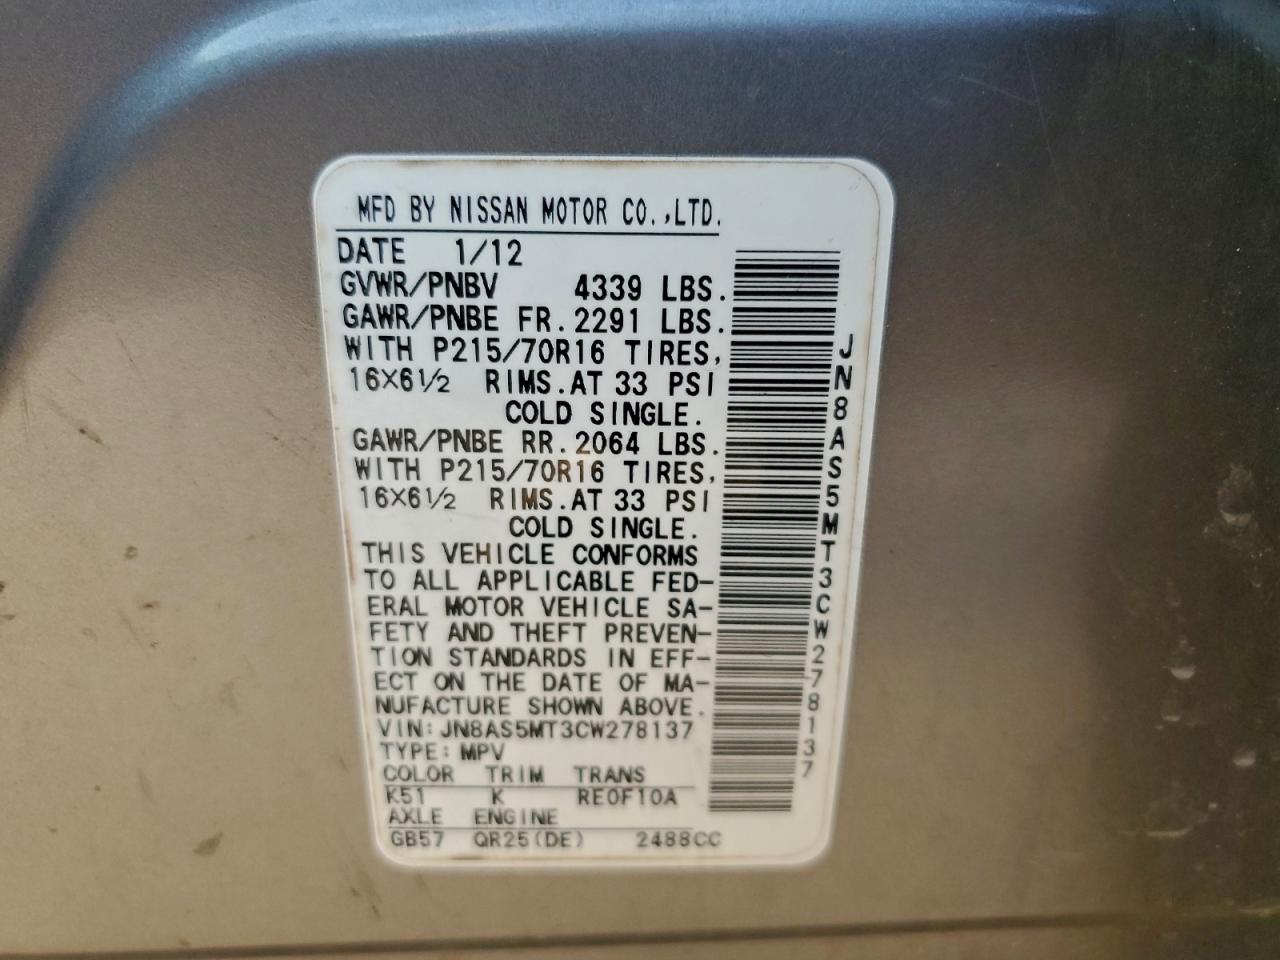 MFD BY NISSAN MOTOR CO.,LTD.
DATE 1/12
GVWR/PNBV 4339 LBS.
GAWR/PNBE FR.2291 LBS.
WITH P215/70R16 TIRES,
16X6½ RIMS.AT 33 PSI
COLD SINGLE.
GAWR/PNBE RR.2064 LBS.
WITH P215/70R16 TIRES,
16X6½ RIMS.AT 33 PSI
COLD SINGLE.
THIS VEHICLE CONFORMS
TO ALL APPLICABLE FED-
ERAL MOTOR VEHICLE SA-
FETY AND THEFT PREVEN-
TION STANDARDS IN EFF-
ECT ON THE DATE OF MA-
NUFACTURE SHOWN ABOVE.
VIN:JN8AS5MT3CW278137
TYPE:MPV
COLOR TRIM TRANS
K51 K RE0F10A
AXLE ENGINE
GB57 QR25(DE) 2488CC
JN8AS5MT3CW278137